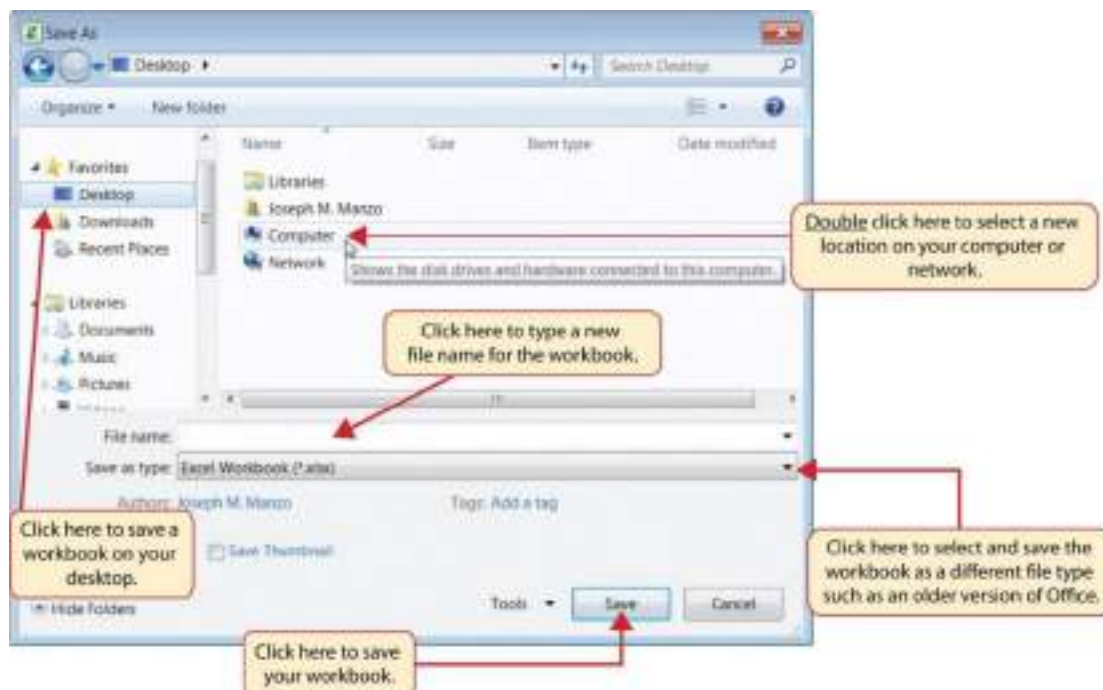 Save As
Desktop
Search Desktop
Organize
New folder
Name Size Item type Date modified
Favorites
Desktop
Downloads
Recent Places
Libraries
Documents
Music
Pictures
Libraries
Joseph M. Manzo
Computer
Network
Shows the disk drives and hardware connected to this computer.
Double click here to select a new
location on your computer or
network.
Click here to type a new
file name for the workbook.
File name:
Save as type: Excel Workbook (*.xlsx)
Authors: Joseph M. Manzo Tags: Add a tag
Save Thumbnail
Click here to save a
workbook on your
desktop.
Click here to select and save the
workbook as a different file type
such as an older version of Office.
Hide Folders
Tools Save Cancel
Click here to save
your workbook.